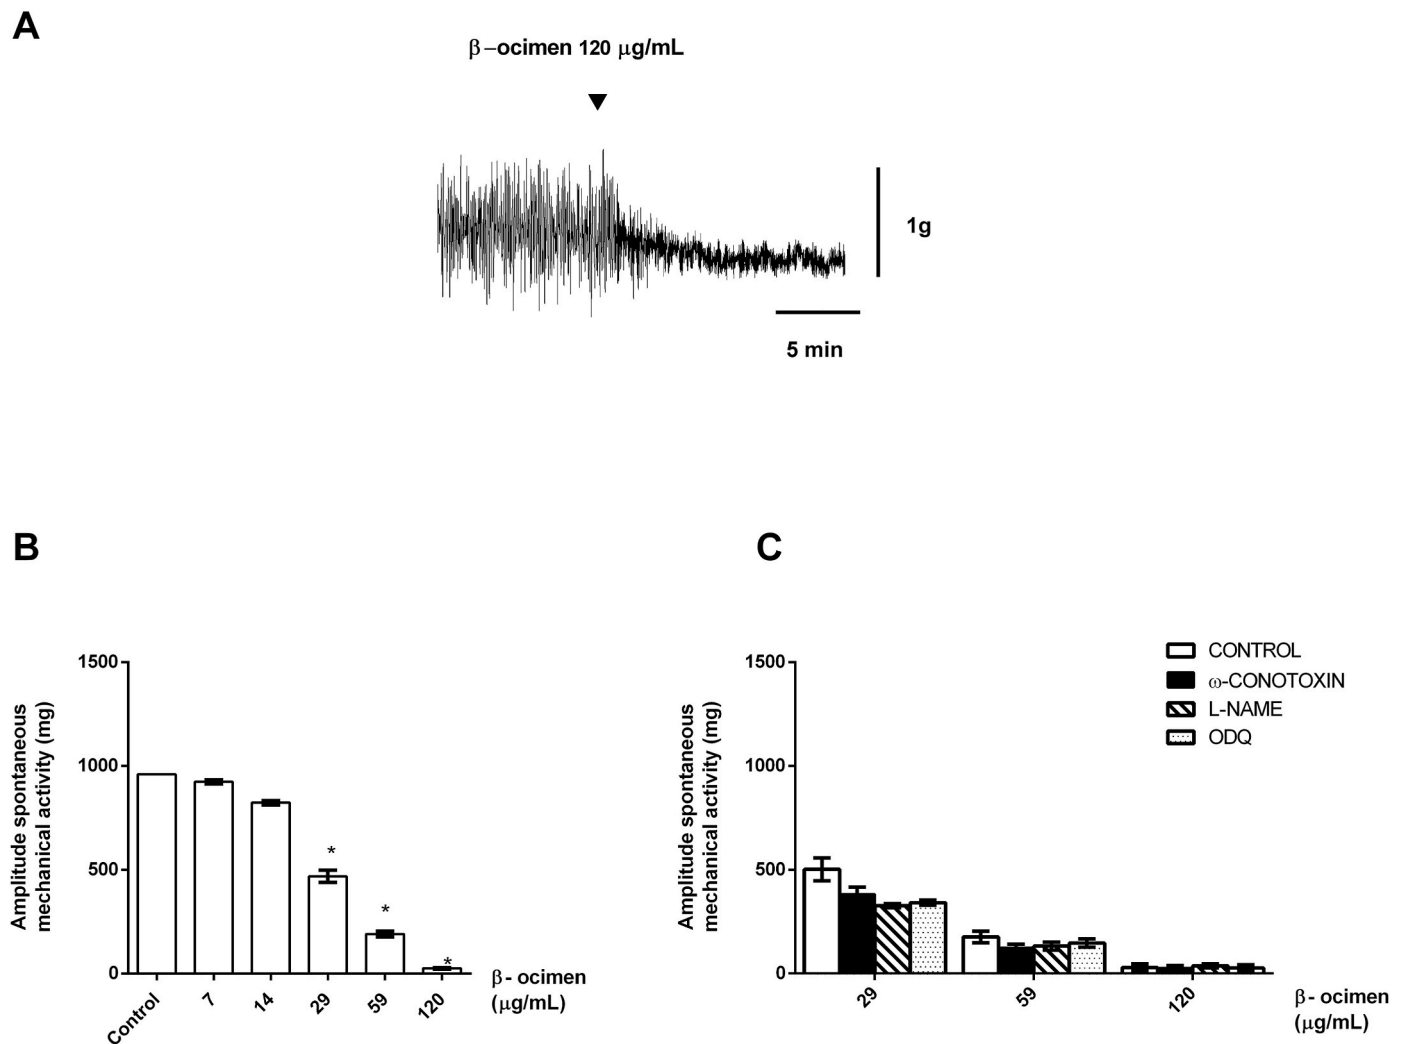 A
β–ocimen 120 μg/mL
1g
5 min
B
C
Amplitude spontaneous
mechanical activity (mg)
1500
1000
500
0
Control
7
14
29
59
120
*
*
*
β- ocimen
(μg/mL)
Amplitude spontaneous
mechanical activity (mg)
1500
1000
500
0
CONTROL
ω-CONOTOXIN
L-NAME
ODQ
29
59
120
β- ocimen
(μg/mL)